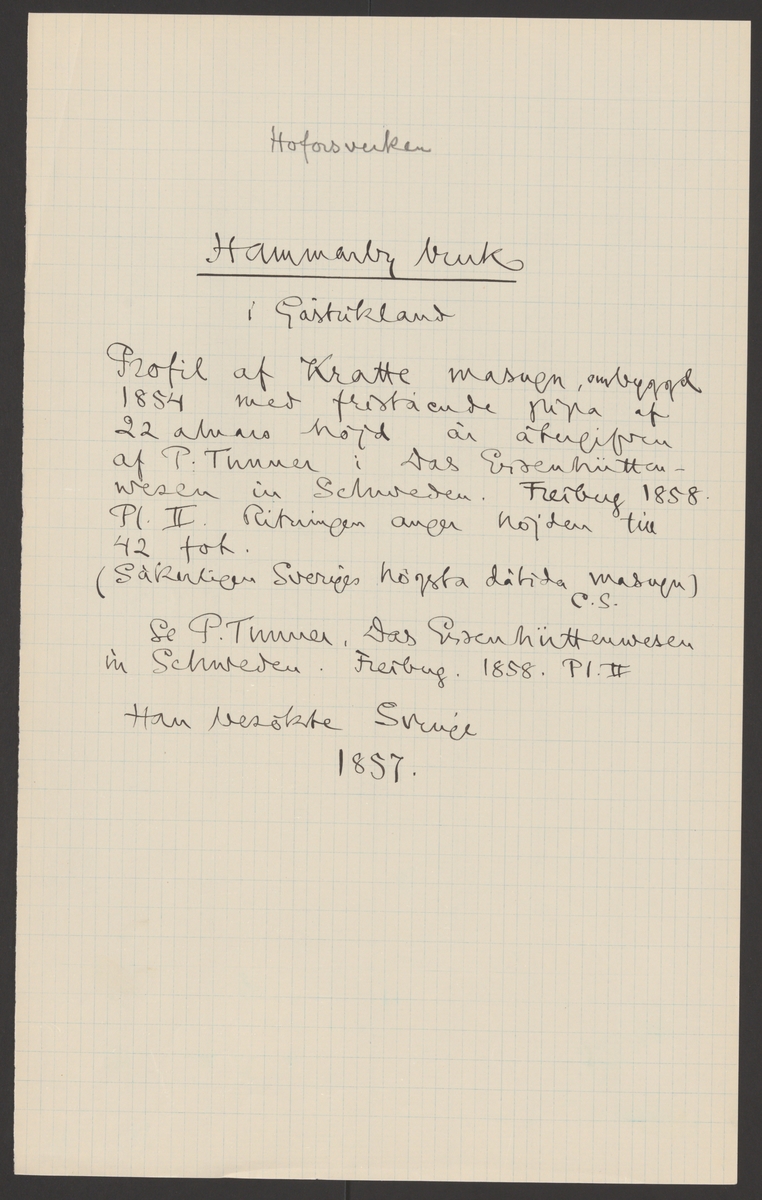 Hoforsverken
Hammarby bruk
i Gästrikland
Profil af Kratte masugn, ombyggd
1854 med fristående pipa af
22 alnars höjd är återgifven
af P. Tunner i Das Eisenhütten-
wesen in Schweden. Freiberg 1858.
Pl. II. Ritningen anger höjden till
42 fot.
(Säkerligen Sveriges högsta dåtida masugn)
C.S.
Se P. Tunner, Das Eisenhüttenwesen
in Schweden. Freiberg. 1858. Pl. II
Han besökte Sverige
1857.